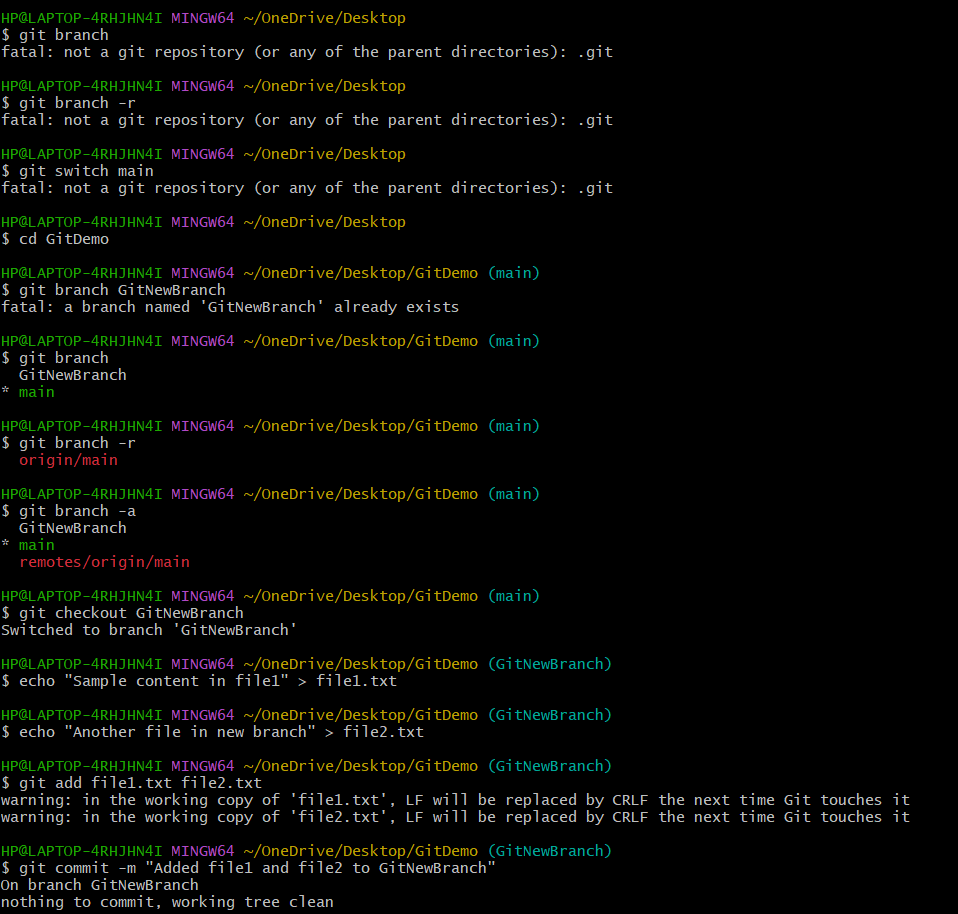 HP@LAPTOP-4RHJHN4I MINGW64 ~/OneDrive/Desktop
$ git branch
fatal: not a git repository (or any of the parent directories): .git
HP@LAPTOP-4RHJHN4I MINGW64 ~/OneDrive/Desktop
$ git branch -r
fatal: not a git repository (or any of the parent directories): .git
HP@LAPTOP-4RHJHN4I MINGW64 ~/OneDrive/Desktop
$ git switch main
fatal: not a git repository (or any of the parent directories): .git
HP@LAPTOP-4RHJHN4I MINGW64 ~/OneDrive/Desktop
$ cd GitDemo
HP@LAPTOP-4RHJHN4I MINGW64 ~/OneDrive/Desktop/GitDemo (main)
$ git branch GitNewBranch
fatal: a branch named 'GitNewBranch' already exists
HP@LAPTOP-4RHJHN4I MINGW64 ~/OneDrive/Desktop/GitDemo (main)
$ git branch
  GitNewBranch
* main
HP@LAPTOP-4RHJHN4I MINGW64 ~/OneDrive/Desktop/GitDemo (main)
$ git branch -r
  origin/main
HP@LAPTOP-4RHJHN4I MINGW64 ~/OneDrive/Desktop/GitDemo (main)
$ git branch -a
  GitNewBranch
* main
  remotes/origin/main
HP@LAPTOP-4RHJHN4I MINGW64 ~/OneDrive/Desktop/GitDemo (main)
$ git checkout GitNewBranch
Switched to branch 'GitNewBranch'
HP@LAPTOP-4RHJHN4I MINGW64 ~/OneDrive/Desktop/GitDemo (GitNewBranch)
$ echo "Sample content in file1" > file1.txt
HP@LAPTOP-4RHJHN4I MINGW64 ~/OneDrive/Desktop/GitDemo (GitNewBranch)
$ echo "Another file in new branch" > file2.txt
HP@LAPTOP-4RHJHN4I MINGW64 ~/OneDrive/Desktop/GitDemo (GitNewBranch)
$ git add file1.txt file2.txt
warning: in the working copy of 'file1.txt', LF will be replaced by CRLF the next time Git touches it
warning: in the working copy of 'file2.txt', LF will be replaced by CRLF the next time Git touches it
HP@LAPTOP-4RHJHN4I MINGW64 ~/OneDrive/Desktop/GitDemo (GitNewBranch)
$ git commit -m "Added file1 and file2 to GitNewBranch"
On branch GitNewBranch
nothing to commit, working tree clean